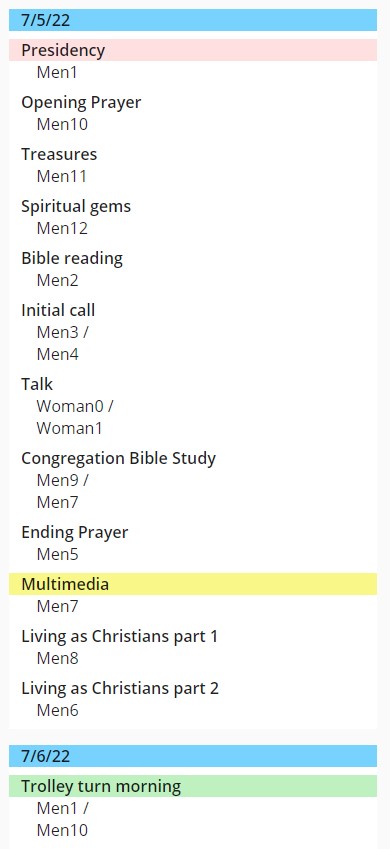 7/5/22
Presidency
Men1
Opening Prayer
Men10
Treasures
Men11
Spiritual gems
Men12
Bible reading
Men2
Initial call
Men3 /
Men4
Talk
Woman0 /
Woman1
Congregation Bible Study
Men9 /
Men7
Ending Prayer
Men5
Multimedia
Men7
Living as Christians part 1
Men8
Living as Christians part 2
Men6
7/6/22
Trolley turn morning
Men1 /
Men10